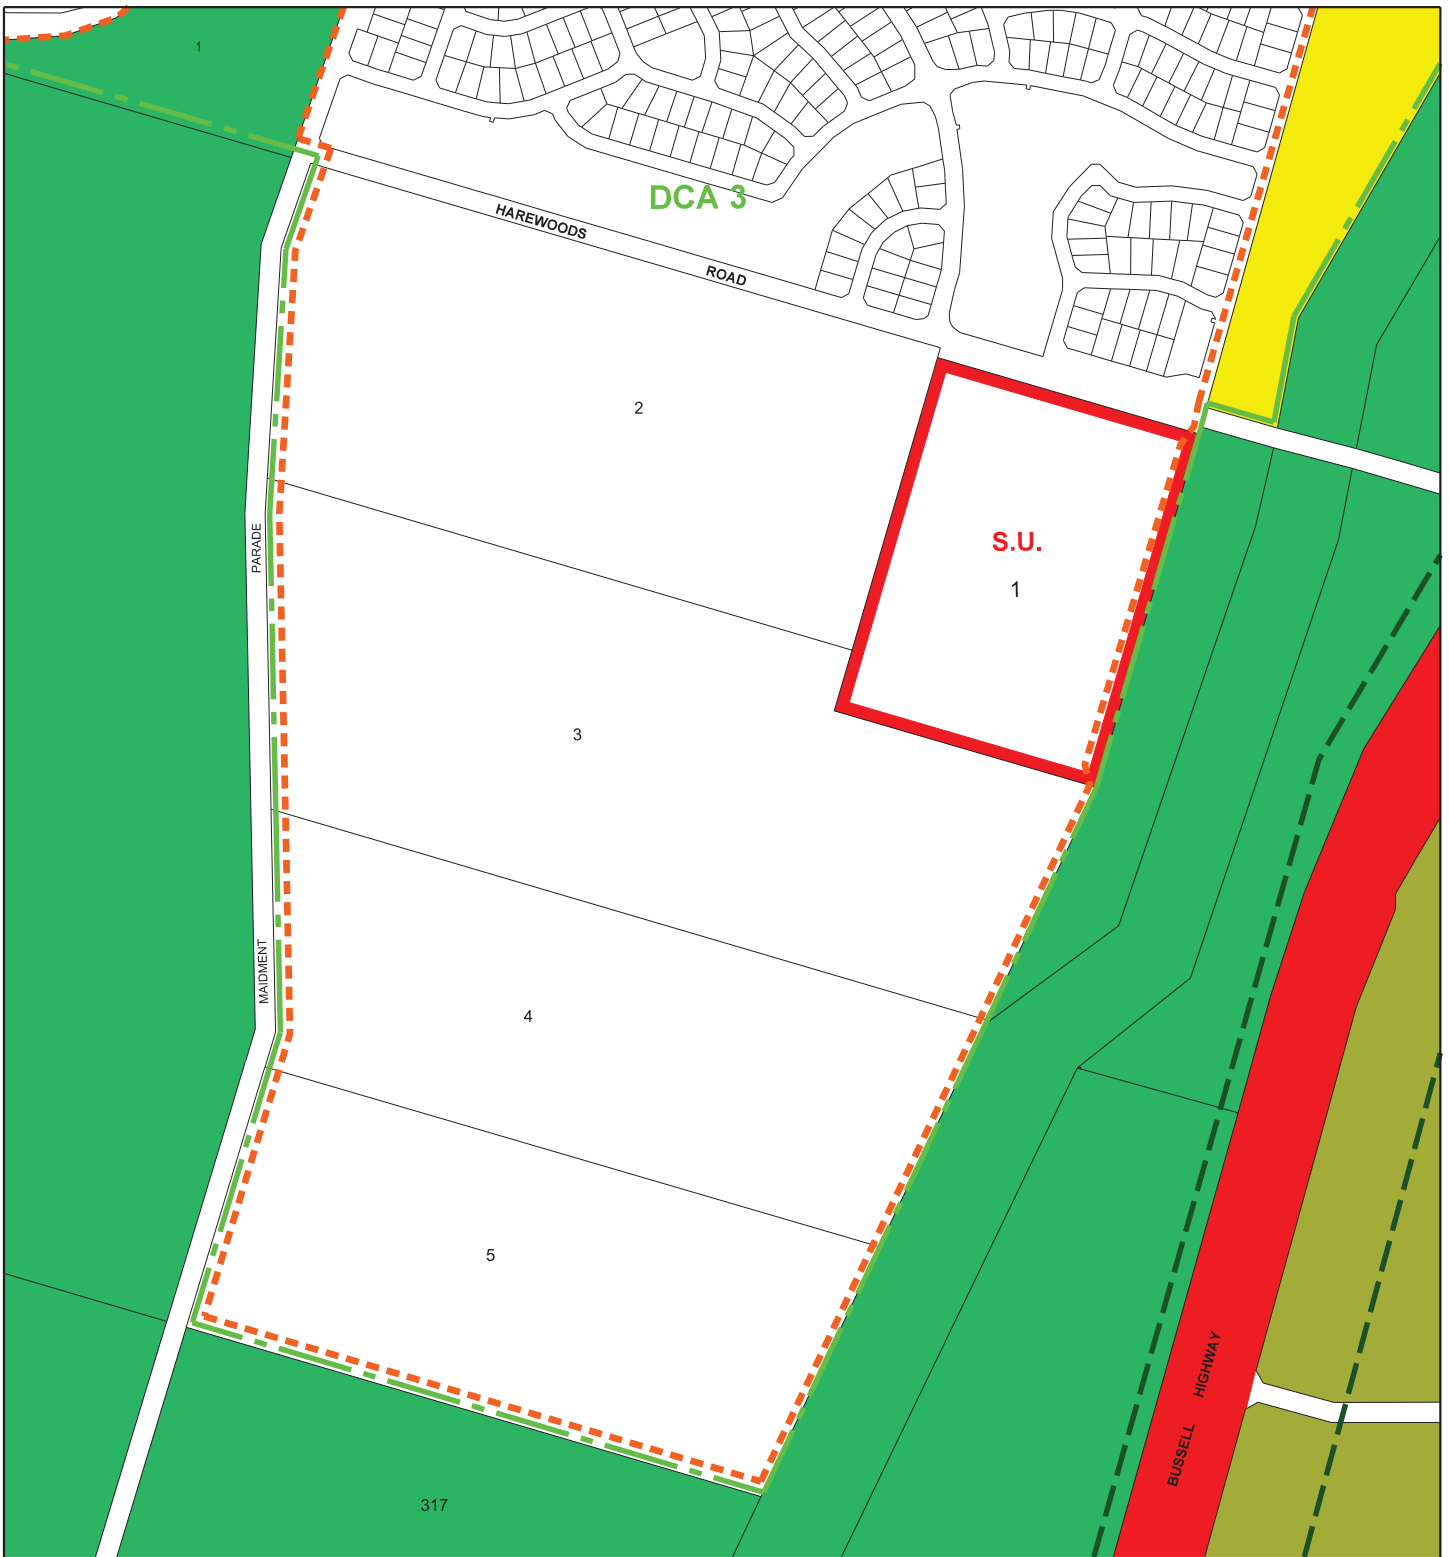 1
DCA 3
HAREWOODS
ROAD
2
PARADE
S.U.
1
3
MAIDMENT
4
5
BUSSELL HIGHWAY
317